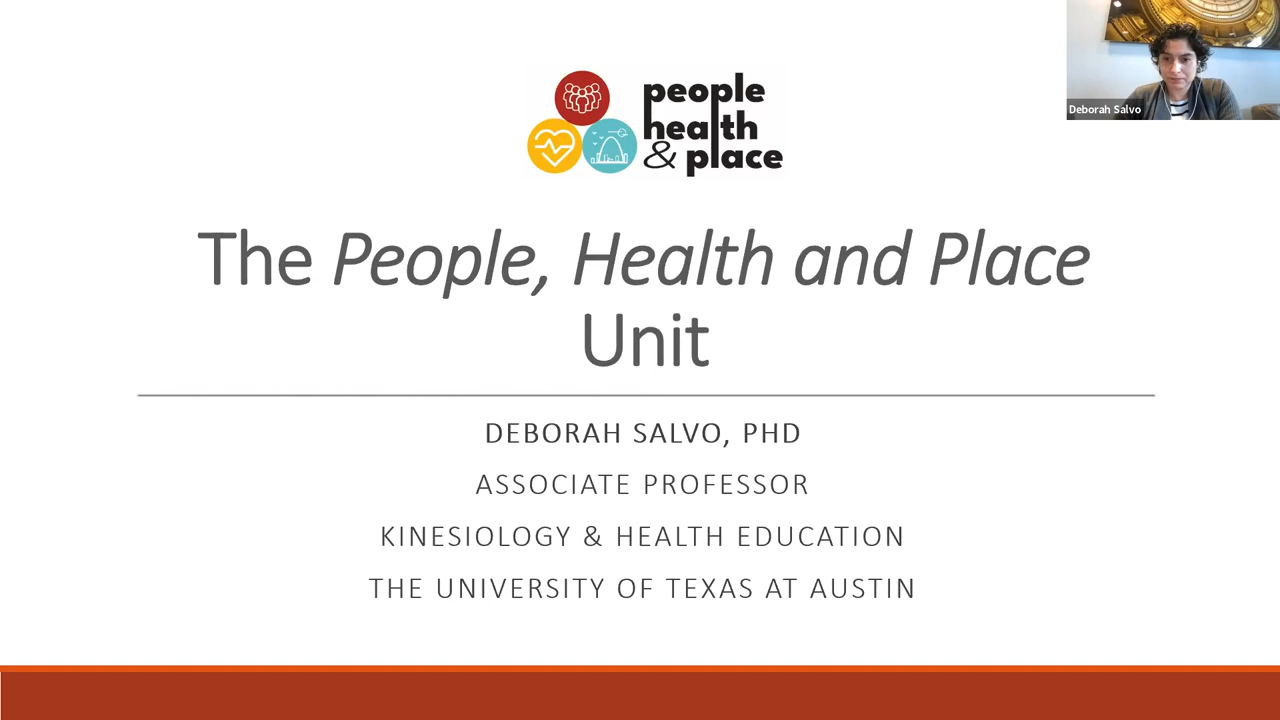 people
health
& place
Deborah Salvo
The People, Health and Place
Unit
DEBORAH SALVO, PHD
ASSOCIATE PROFESSOR
KINESIOLOGY & HEALTH EDUCATION
THE UNIVERSITY OF TEXAS AT AUSTIN